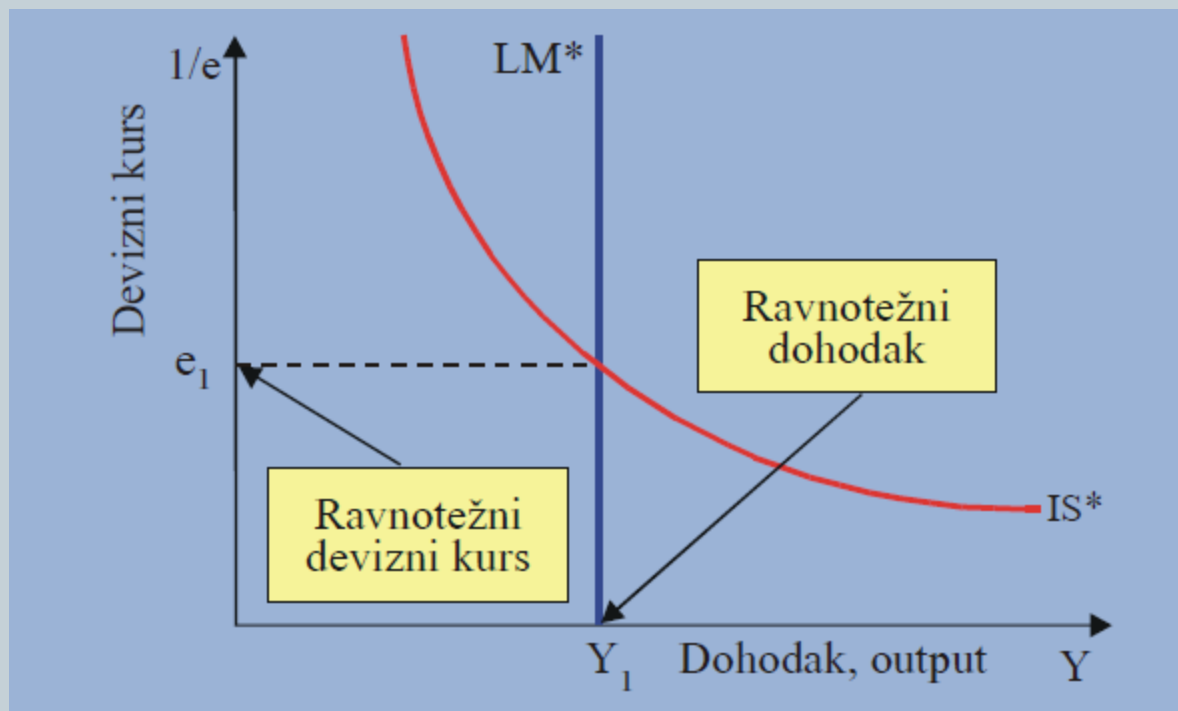 1/e
LM*
Devizni kurs
Ravnotežni
dohodak
e1
Ravnotežni
devizni kurs
IS*
Y1
Dohodak, output
Y